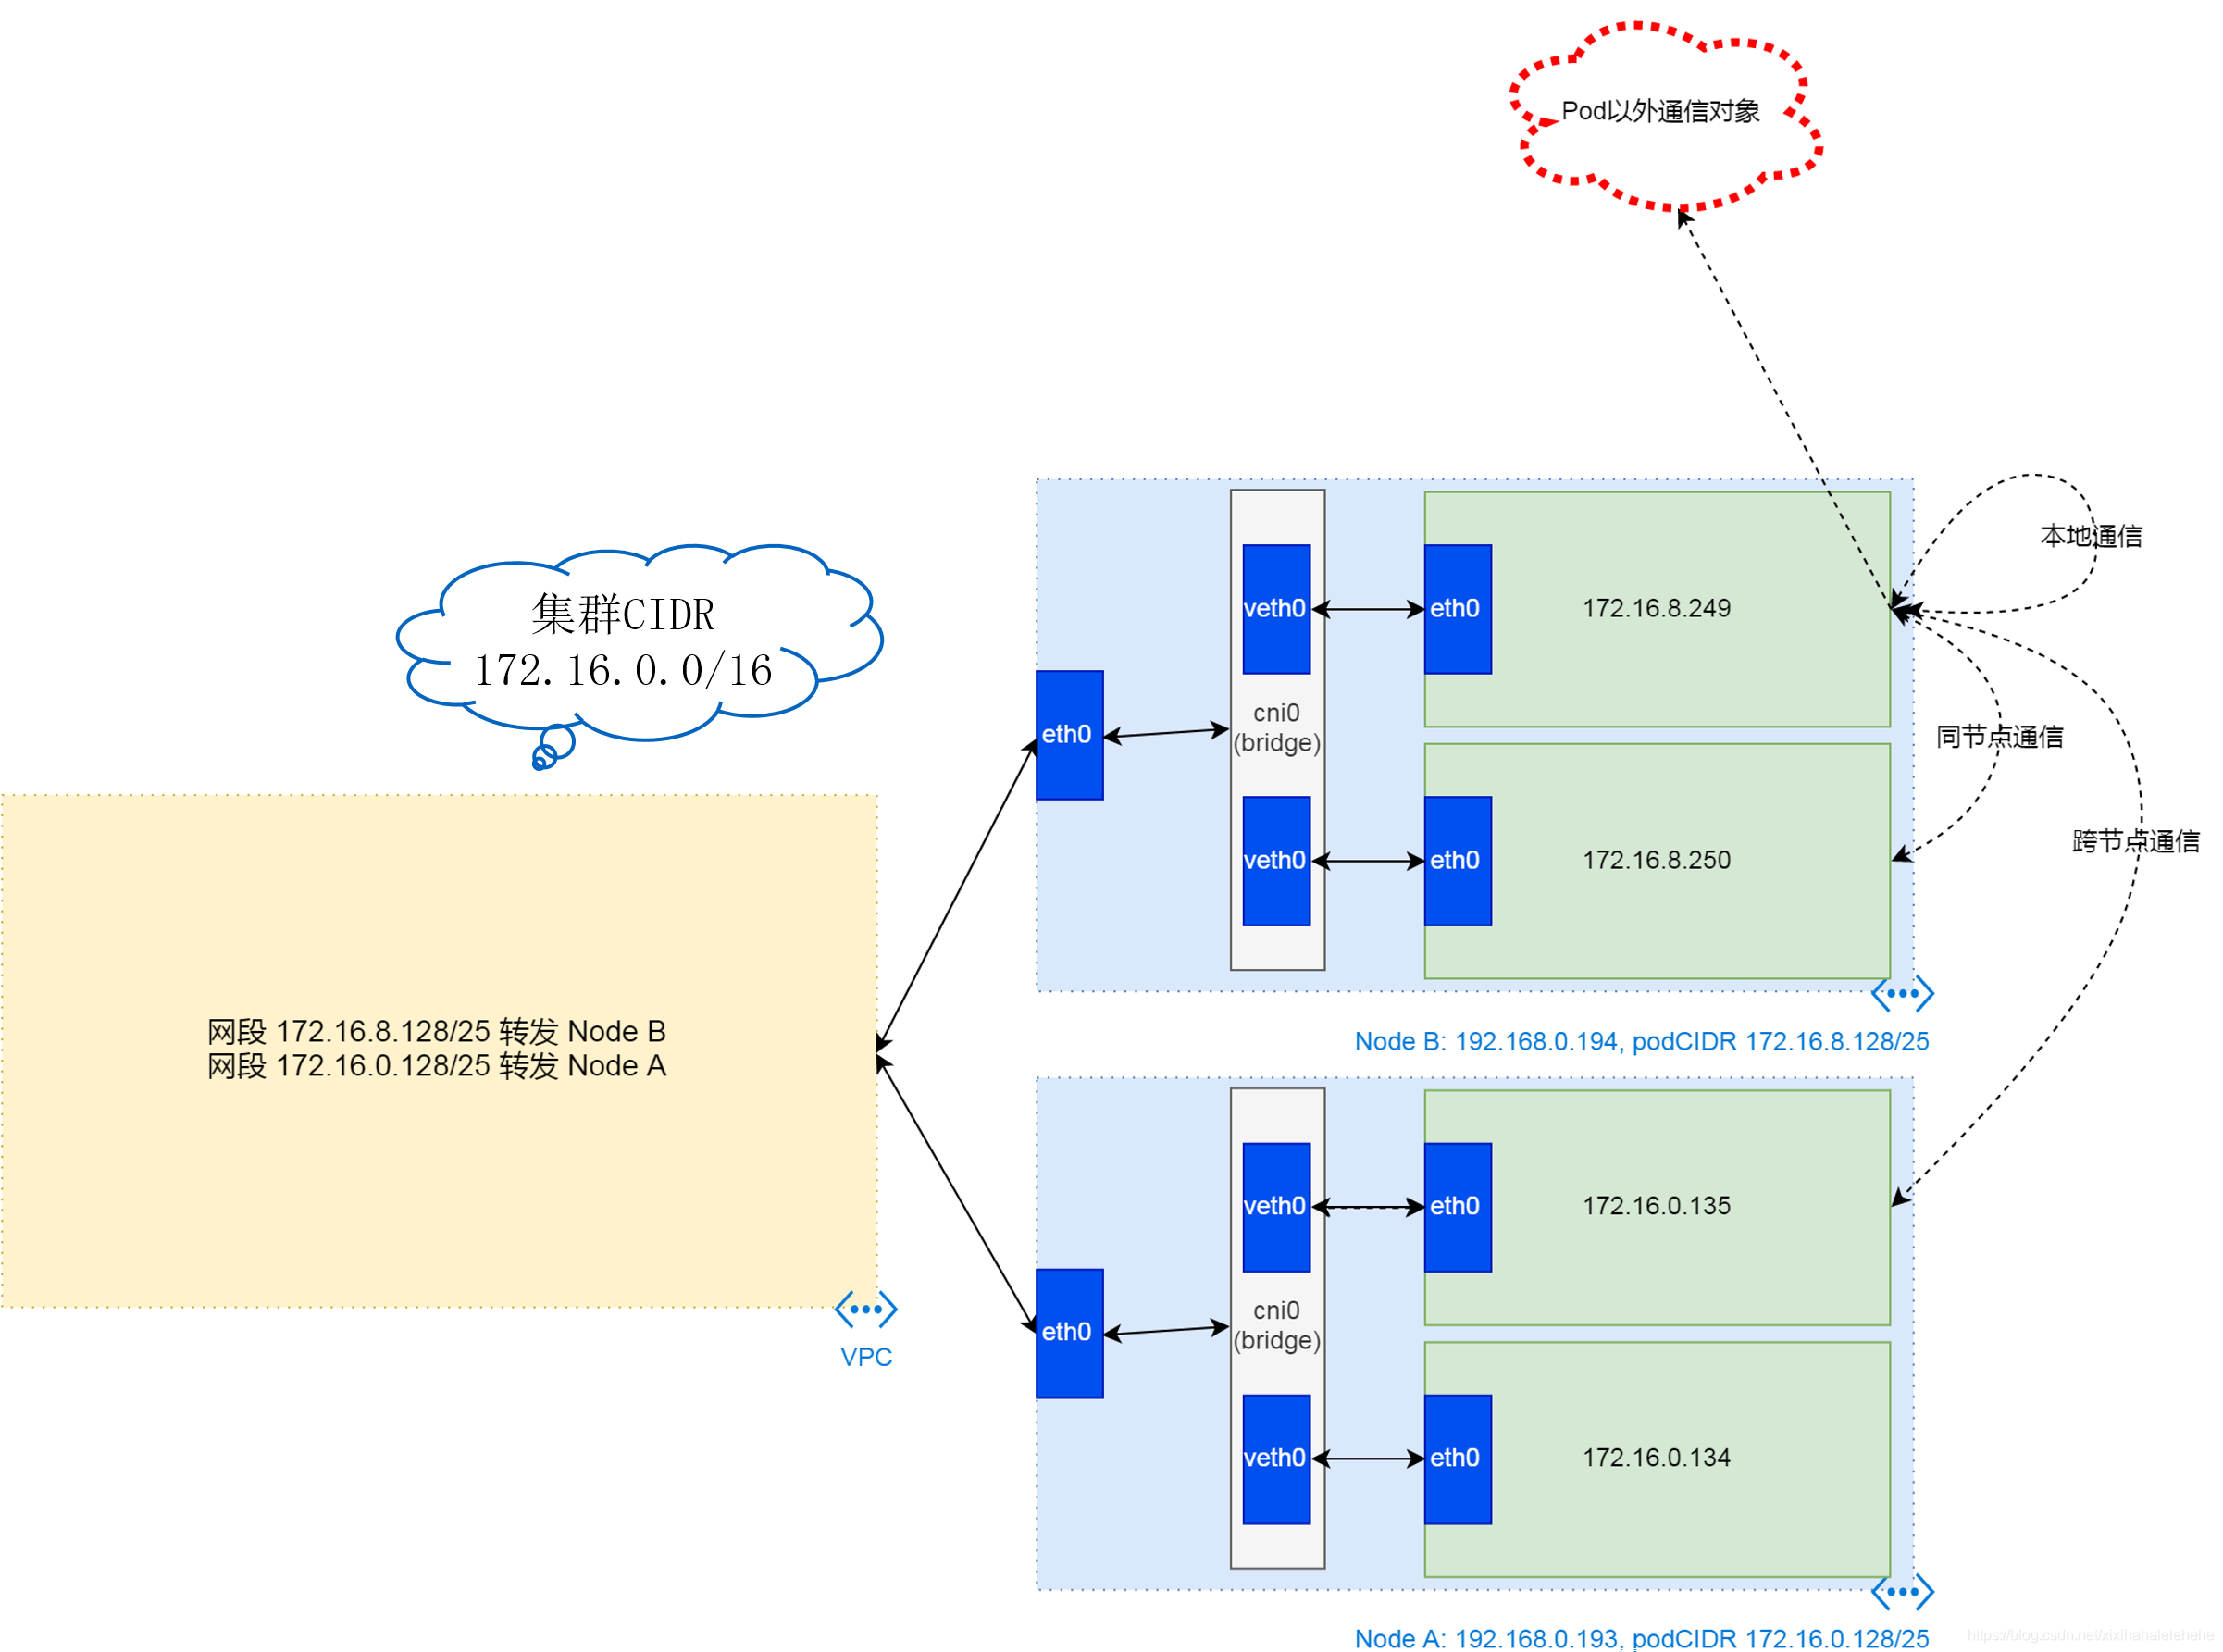 Pod以外通信对象
本地通信
集群CIDR
172.16.0.0/16
veth0
eth0
172.16.8.249
eth0
cni0
(bridge)
同节点通信
veth0
eth0
172.16.8.250
跨节点通信
网段 172.16.8.128/25 转发 Node B
网段 172.16.0.128/25 转发 Node A
Node B: 192.168.0.194, podCIDR 172.16.8.128/25
veth0
eth0
172.16.0.135
eth0
cni0
(bridge)
VPC
veth0
eth0
172.16.0.134
Node A: 192.168.0.193, podCIDR 172.16.0.128/25
https://blog.csdn.net/xixihahalelehehe